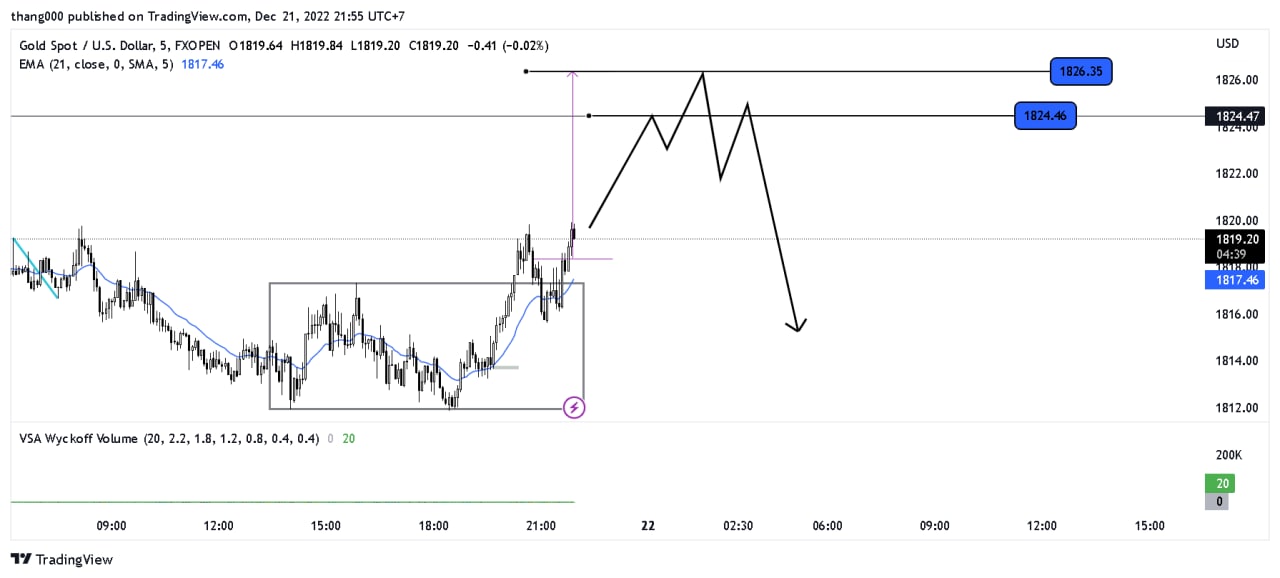 thang000 published on TradingView.com, Dec 21, 2022 21:55 UTC+7
Gold Spot / U.S. Dollar, 5, FXOPEN O1819.64 H1819.84 L1819.20 C1819.20 −0.41 (−0.02%)
EMA (21, close, 0, SMA, 5) 1817.46
USD
1826.35
1826.00
1824.46
1824.47
1824.00
1822.00
1820.00
1819.20
04:39
1818.00
1817.46
1816.00
1814.00
1812.00
VSA Wyckoff Volume (20, 2.2, 1.8, 1.2, 0.8, 0.4, 0.4) 0 20
200K
20
0
09:00 12:00 15:00 18:00 21:00 22 02:30 06:00 09:00 12:00 15:00
TradingView